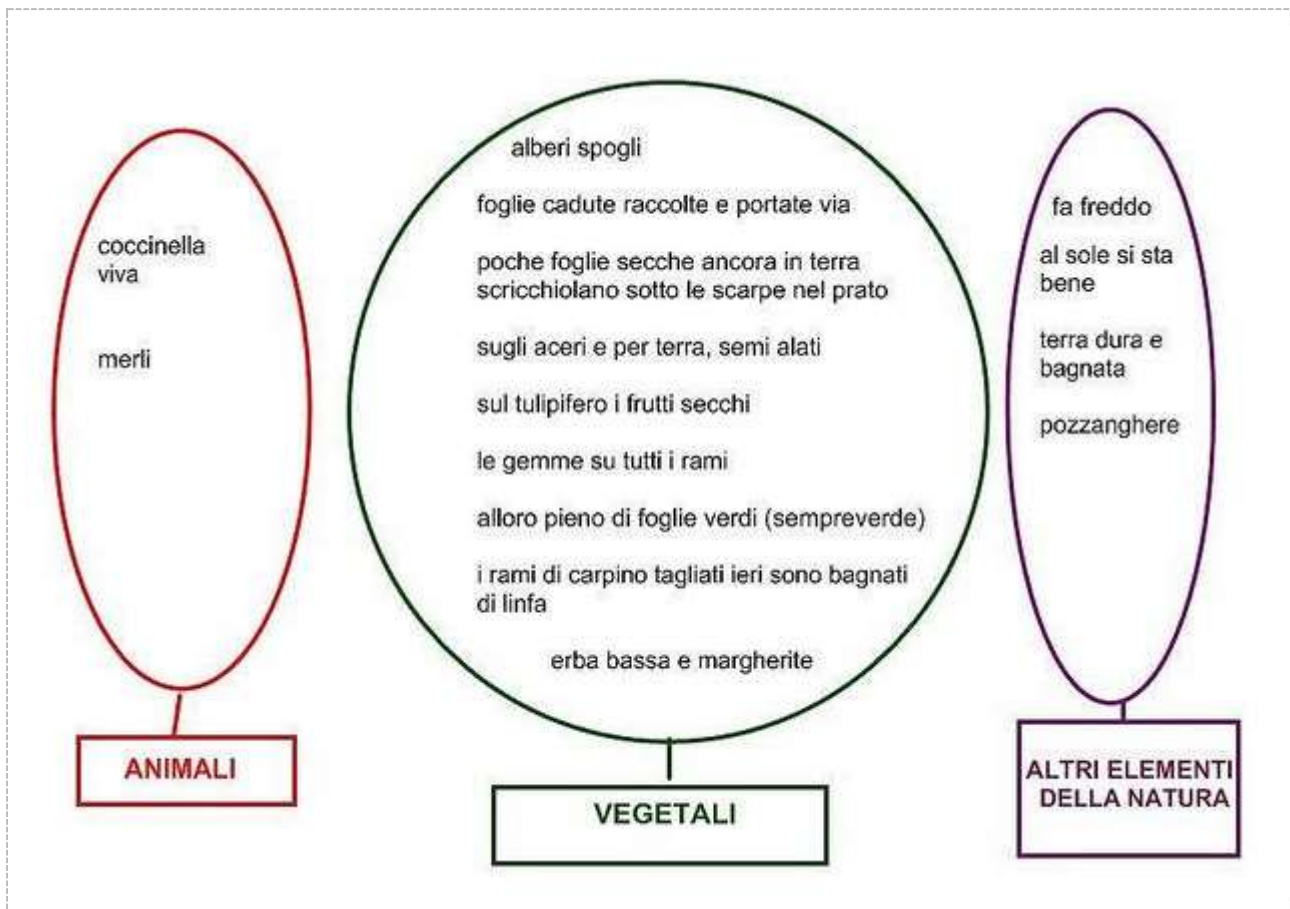 coccinella
viva
merli
ANIMALI
alberi spogli
foglie cadute raccolte e portate via
poche foglie secche ancora in terra
scricchiolano sotto le scarpe nel prato
sugli aceri e per terra, semi alati
sul tulipifero i frutti secchi
le gemme su tutti i rami
alloro pieno di foglie verdi (sempreverde)
i rami di carpino tagliati ieri sono bagnati
di linfa
erba bassa e margherite
VEGETALI
fa freddo
al sole si sta
bene
terra dura e
bagnata
pozzanghere
ALTRI ELEMENTI
DELLA NATURA